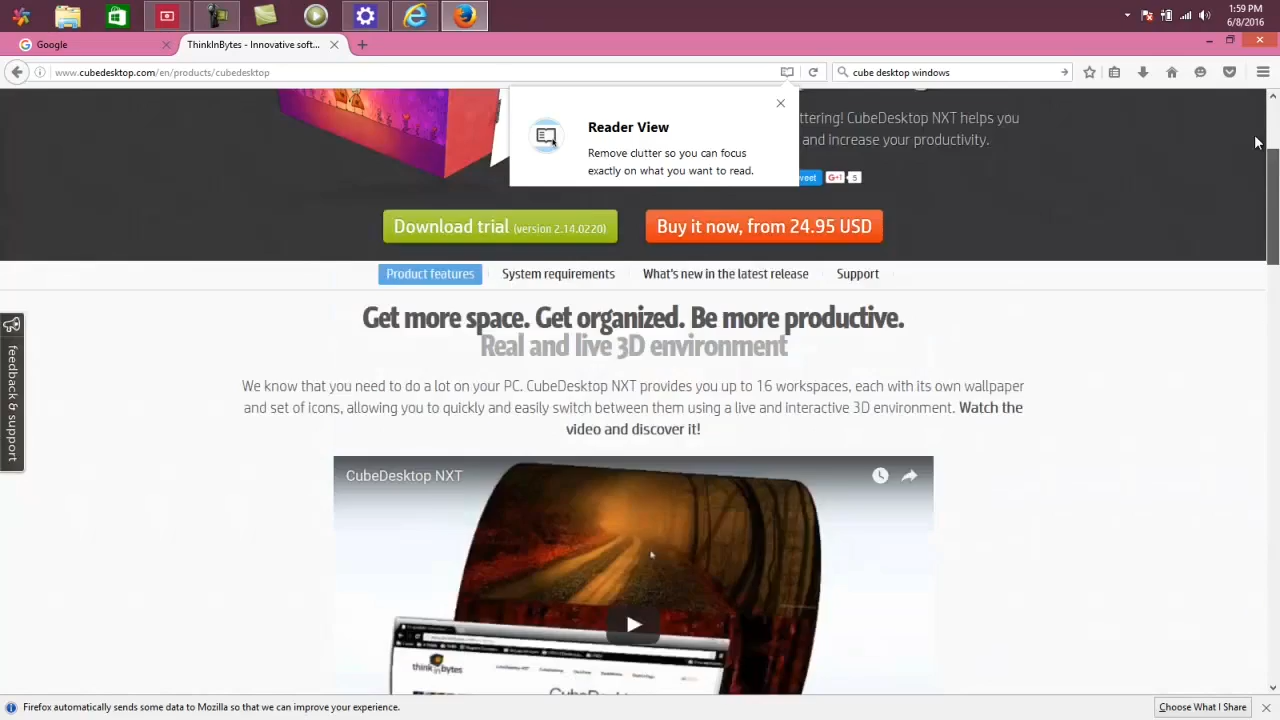 1:59 PM
6/8/2016
Google
ThinkInBytes - Innovative soft...
www.cubedesktop.com/en/products/cubedesktop
cube desktop windows
Reader View
Remove clutter so you can focus
exactly on what you want to read.
ttering! CubeDesktop NXT helps you
and increase your productivity.
weet
G+1
5
Download trial (version 2.14.0220)
Buy it now, from 24.95 USD
Product features
System requirements
What's new in the latest release
Support
Get more space. Get organized. Be more productive.
Real and live 3D environment
We know that you need to do a lot on your PC. CubeDesktop NXT provides you up to 16 workspaces, each with its own wallpaper
and set of icons, allowing you to quickly and easily switch between them using a live and interactive 3D environment. Watch the
video and discover it!
feedback & support
CubeDesktop NXT
think in bytes
Firefox automatically sends some data to Mozilla so that we can improve your experience.
Choose What I Share